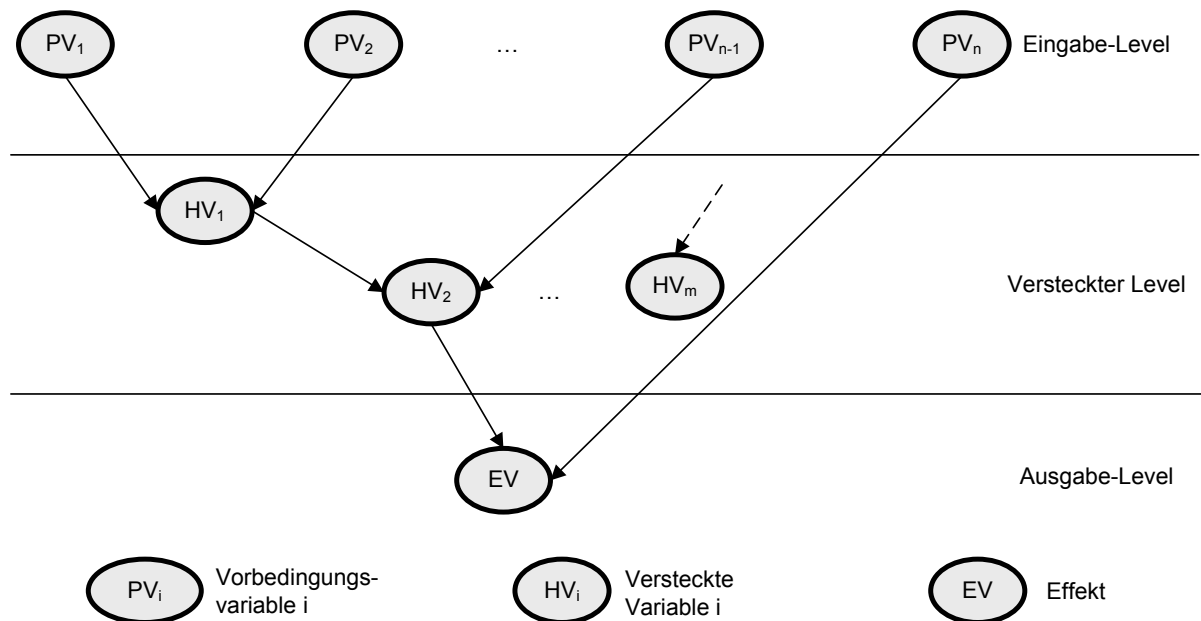 PV1 PV2 … PVn-1 PVn Eingabe-Level
HV1
HV2 … HVm Versteckter Level
EV Ausgabe-Level
PVi Vorbedingungs-
variable i
HVi Versteckte
Variable i
EV Effekt